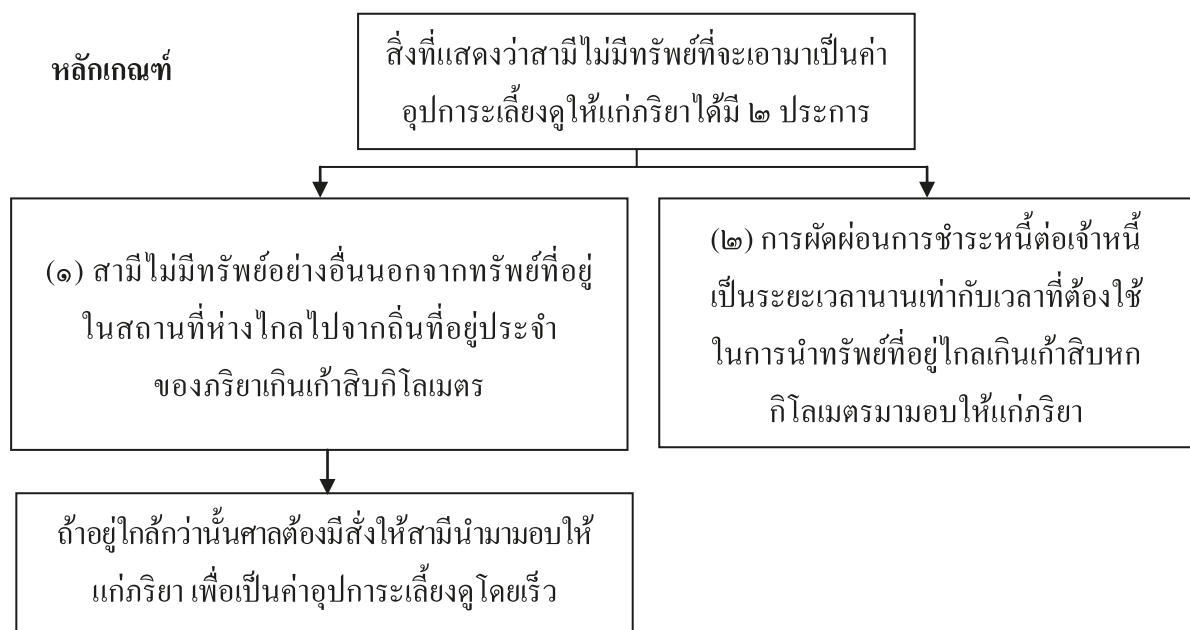 หลักเกณฑ์
สิ่งที่แสดงว่าสามีไม่มีทรัพย์ที่จะเอามาเป็นค่า
อุปการะเลี้ยงดูให้แก่ภริยาได้มี ๒ ประการ
(๑) สามีไม่มีทรัพย์อย่างอื่นนอกจากทรัพย์ที่อยู่
ในสถานที่ห่างไกลไปจากถิ่นที่อยู่ประจำ
ของภริยาเกินเก้าสิบกิโลเมตร
(๒) การผัดผ่อนการชำระหนี้ต่อเจ้าหนี้
เป็นระยะเวลานานเท่ากับเวลาที่ต้องใช้
ในการนำทรัพย์ที่อยู่ไกลเกินเก้าสิบหก
กิโลเมตรมามอบให้แก่ภริยา
ถ้าอยู่ใกล้กว่านั้นศาลต้องมีสั่งให้สามีนำมามอบให้
แก่ภริยา เพื่อเป็นค่าอุปการะเลี้ยงดูโดยเร็ว